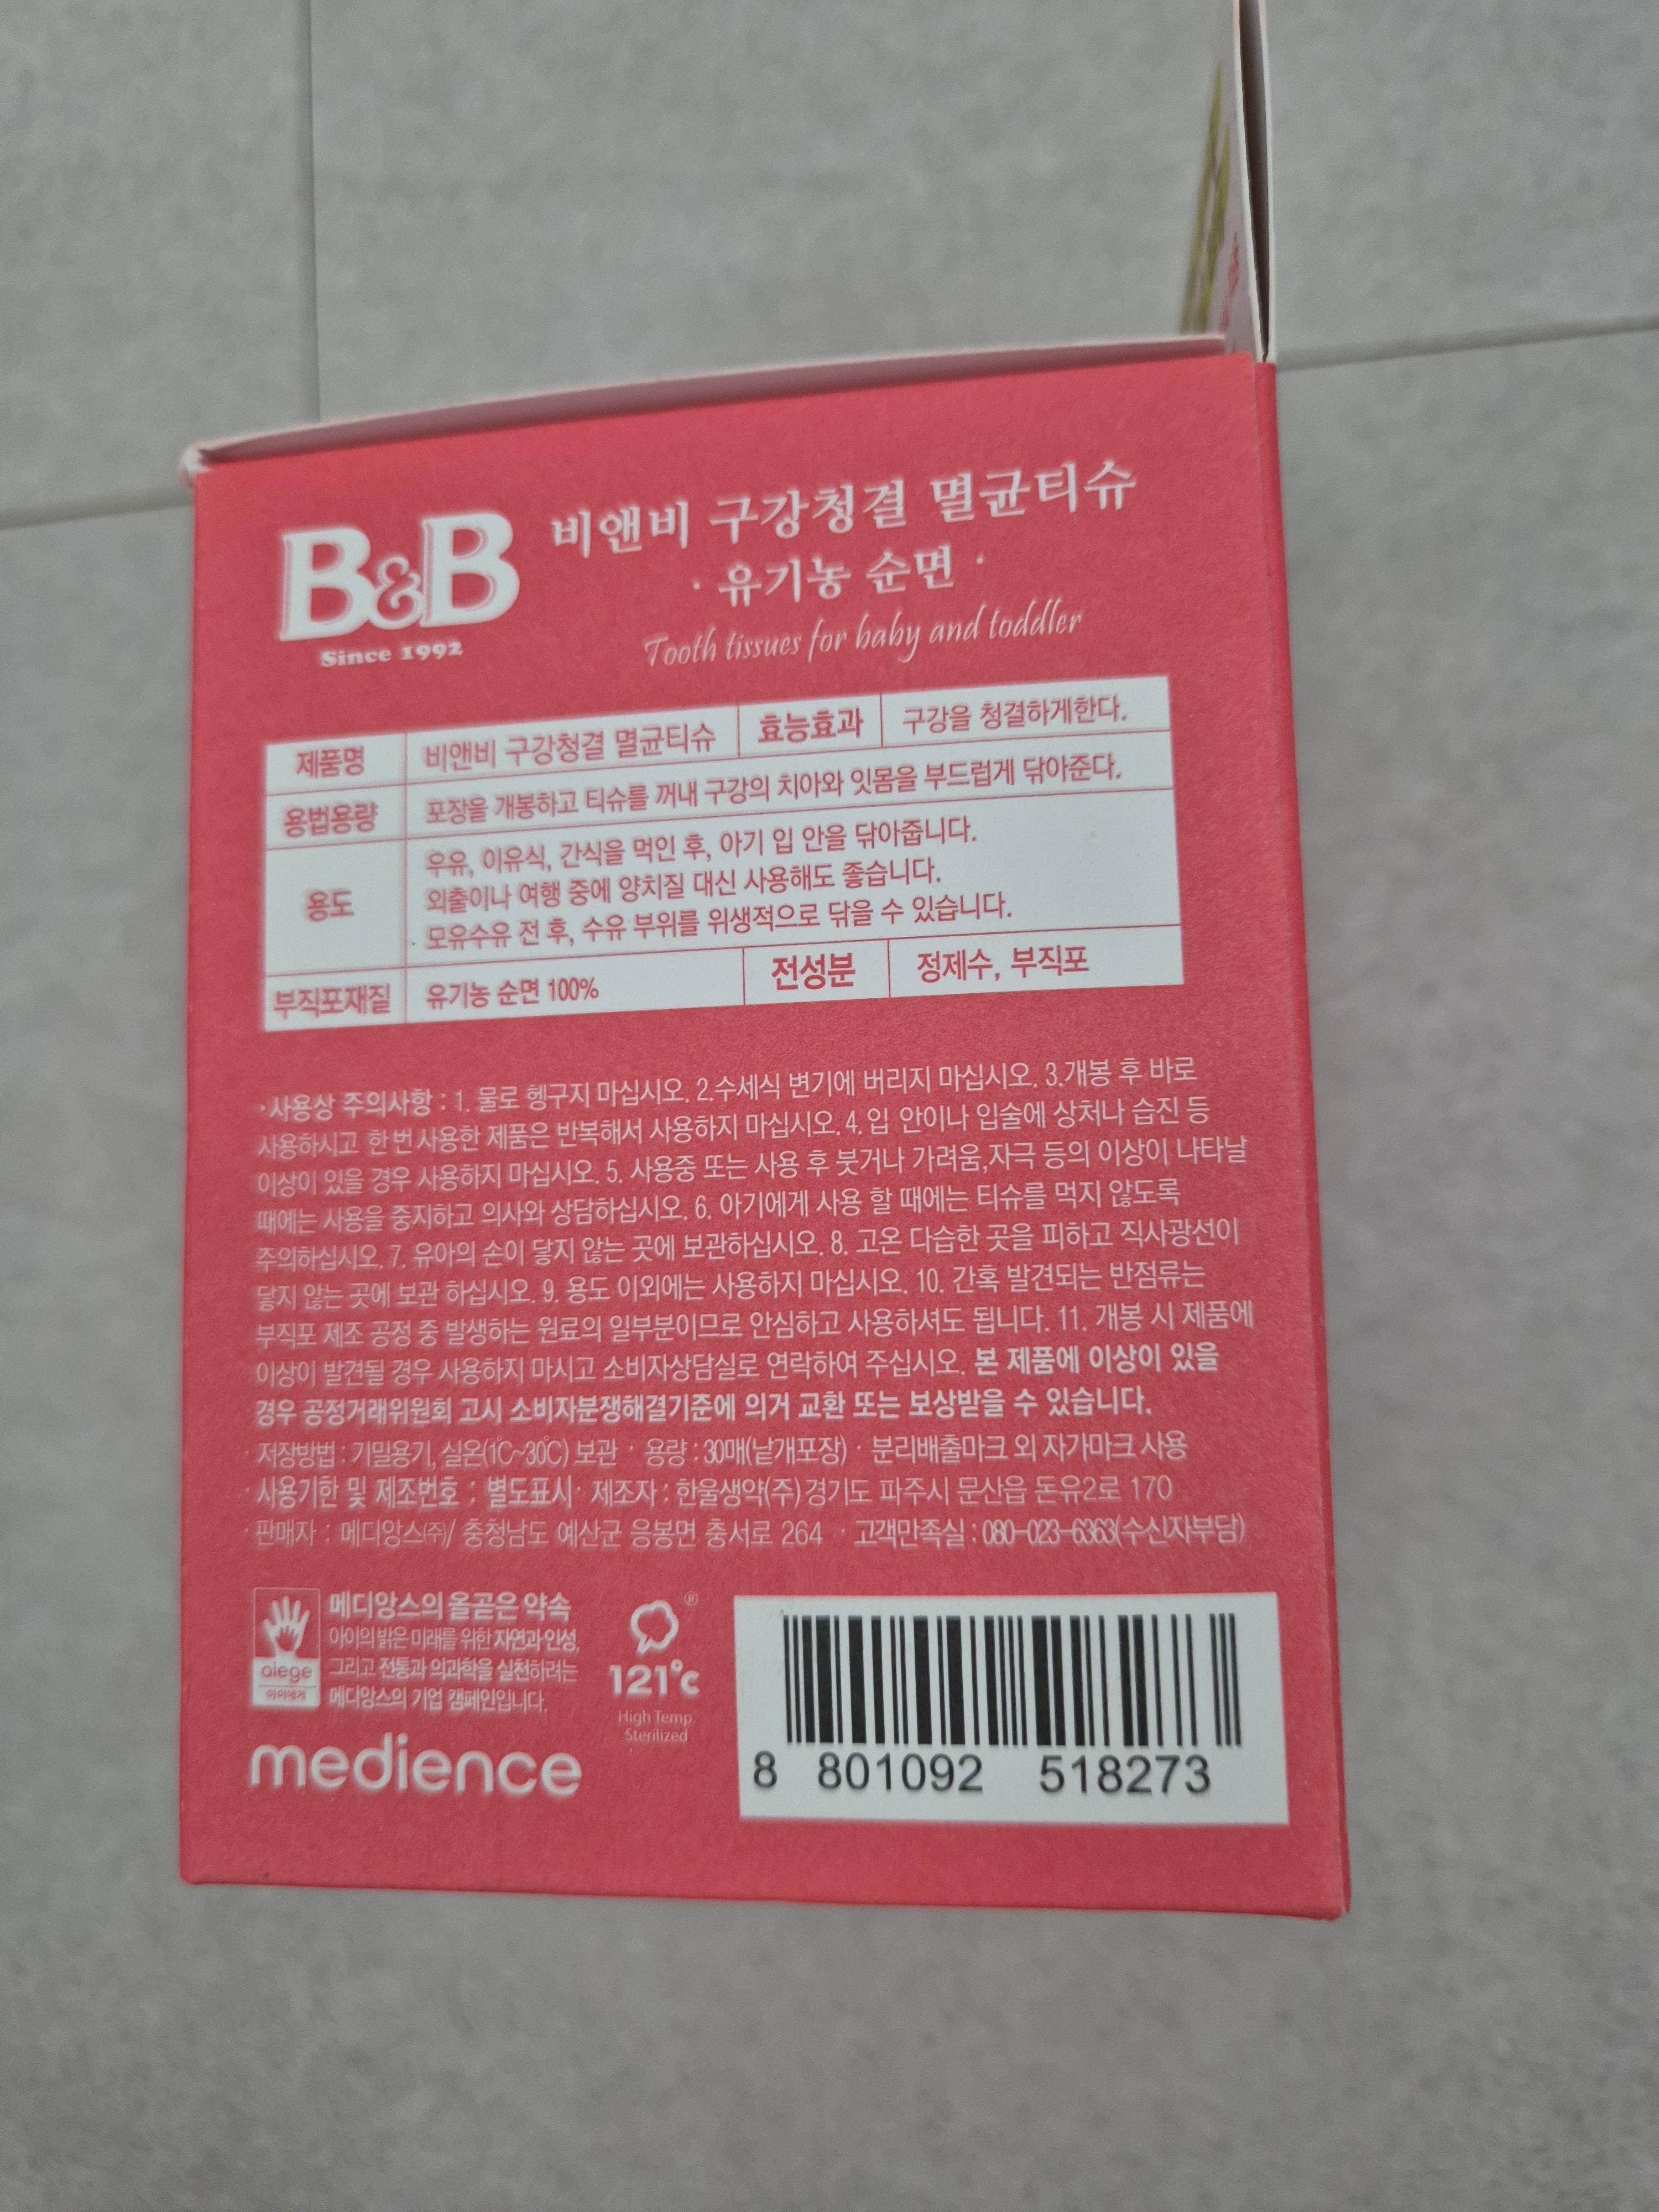 B&B
Since 1992
비앤비 구강청결 멸균티슈
· 유기농 순면 ·
Tooth tissues for baby and toddler
제품명 비앤비 구강청결 멸균티슈 효능효과 구강을 청결하게한다.
용법용량 포장을 개봉하고 티슈를 꺼내 구강의 치아와 잇몸을 부드럽게 닦아준다.
용도 우유, 이유식, 간식을 먹인 후, 아기 입 안을 닦아줍니다.
외출이나 여행 중에 양치질 대신 사용해도 좋습니다.
모유수유 전 후, 수유 부위를 위생적으로 닦을 수 있습니다.
부직포재질 유기농 순면 100% 전성분 정제수, 부직포
·사용상 주의사항 : 1. 물로 헹구지 마십시오. 2.수세식 변기에 버리지 마십시오. 3.개봉 후 바로
사용하시고 한번 사용한 제품은 반복해서 사용하지 마십시오. 4. 입 안이나 입술에 상처나 습진 등
이상이 있을 경우 사용하지 마십시오. 5. 사용중 또는 사용 후 붓거나 가려움,자극 등의 이상이 나타날
때에는 사용을 중지하고 의사와 상담하십시오. 6. 아기에게 사용 할 때에는 티슈를 먹지 않도록
주의하십시오. 7. 유아의 손이 닿지 않는 곳에 보관하십시오. 8. 고온 다습한 곳을 피하고 직사광선이
닿지 않는 곳에 보관 하십시오. 9. 용도 이외에는 사용하지 마십시오. 10. 간혹 발견되는 반점류는
부직포 제조 공정 중 발생하는 원료의 일부분이므로 안심하고 사용하셔도 됩니다. 11. 개봉 시 제품에
이상이 발견될 경우 사용하지 마시고 소비자상담실로 연락하여 주십시오. 본 제품에 이상이 있을
경우 공정거래위원회 고시 소비자분쟁해결기준에 의거 교환 또는 보상받을 수 있습니다.
· 저장방법 : 기밀용기, 실온(1℃~30℃) 보관 · 용량 : 30매(낱개포장) · 분리배출마크 외 자가마크 사용
· 사용기한 및 제조번호 : 별도표시 · 제조자 : 한울생약(주) 경기도 파주시 문산읍 돈유2로 170
· 판매자 : 메디앙스㈜/ 충청남도 예산군 응봉면 충서로 264 · 고객만족실 : 080-023-6363(수신자부담)
aiege
아이에게
메디앙스의 올곧은 약속
아이의 밝은 미래를 위한 자연과 인성,
그리고 전통과 의과학을 실천하려는
메디앙스의 기업 캠페인입니다.
®
121℃
High Temp.
Sterilized
medience
8 801092 518273